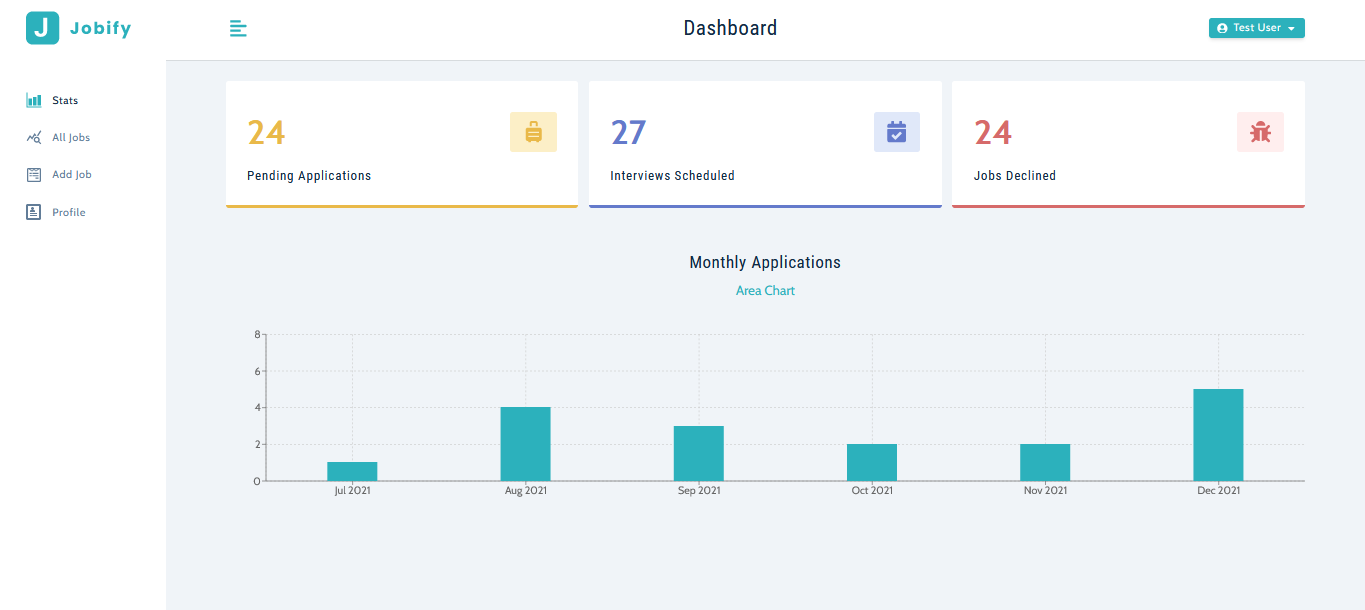 J Jobify
Dashboard
Test User
Stats
All Jobs
Add Job
Profile
24
Pending Applications
27
Interviews Scheduled
24
Jobs Declined
Monthly Applications
Area Chart
8
6
4
2
0
Jul 2021 Aug 2021 Sep 2021 Oct 2021 Nov 2021 Dec 2021